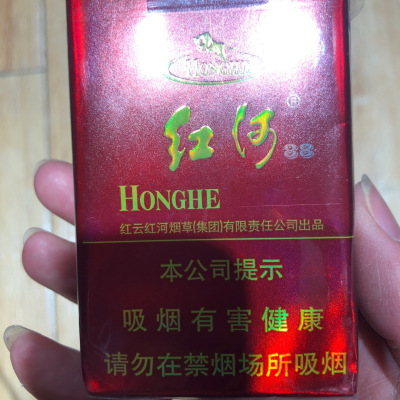 HONGHE
红河® 88
HONGHE
红云红河烟草(集团)有限责任公司出品
本公司提示
吸烟有害健康
请勿在禁烟场所吸烟